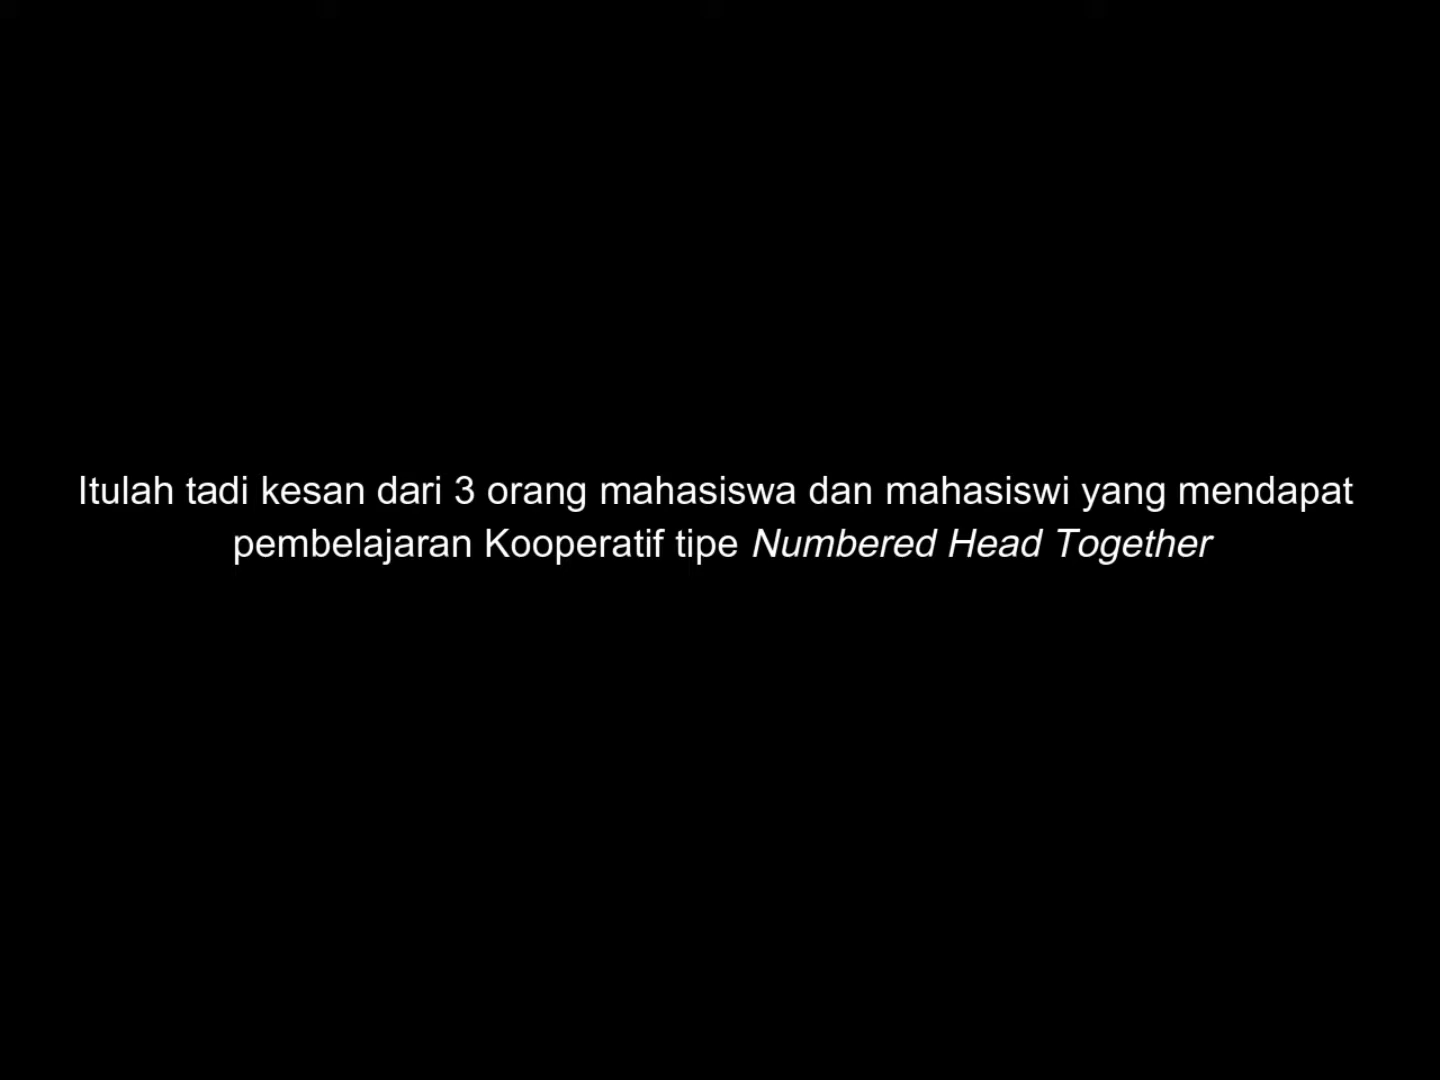 Itulah tadi kesan dari 3 orang mahasiswa dan mahasiswi yang mendapat
pembelajaran Kooperatif tipe Numbered Head Together